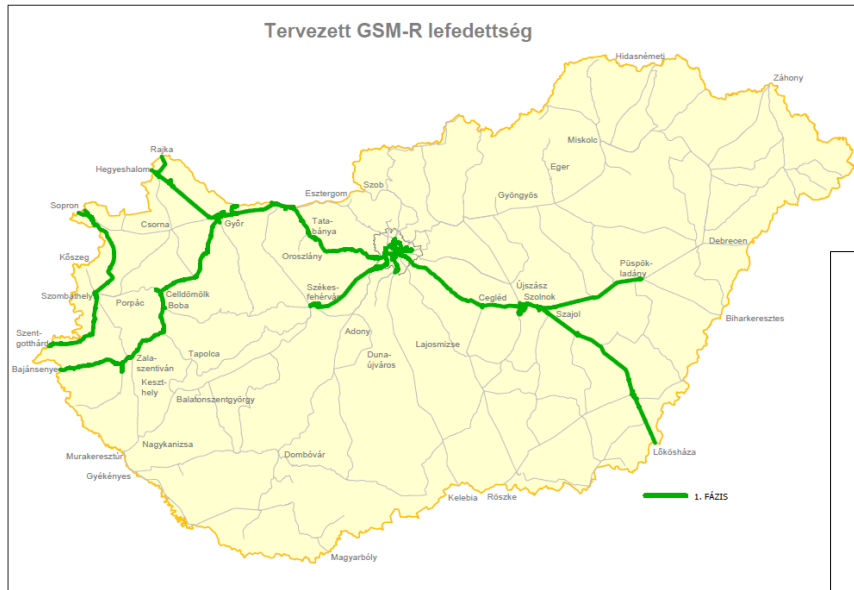 Tervezett GSM-R lefedettség
Hidasnémeti
Záhony
Miskolc
Rajka
Eger
Hegyeshalom
Szob
Esztergom
Gyöngyös
Sopron
Csorna
Győr
Tata-
bánya
Debrecen
Kőszeg
Oroszlány
Püspök-
ladány
Szombathely
Porpác
Celldömölk
Boba
Székes-
fehérvár
Cegléd
Újszász
Szolnok
Szajol
Biharkeresztes
Szent-
gotthárd
Adony
Lajosmizse
Bajánsenye
Zala-
szentiván
Tapolca
Duna-
újváros
Keszt-
hely
Balatonszentgyörgy
Nagykanizsa
Murakeresztúr
Dombóvár
Lőkösháza
Gyékényes
Kelebia
Röszke
1. FÁZIS
Magyarbóly